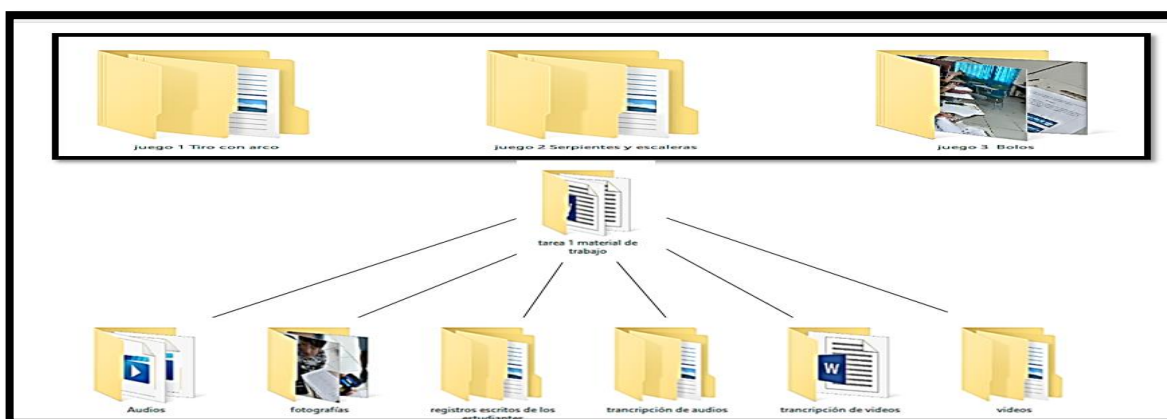 juego 1 Tiro con arco
juego 2 Serpientes y escaleras
juego 3 Bolos
tarea 1 material de
trabajo
Audios
fotografías
registros escritos de los
estudiantes
trancripción de audios
trancripción de videos
videos